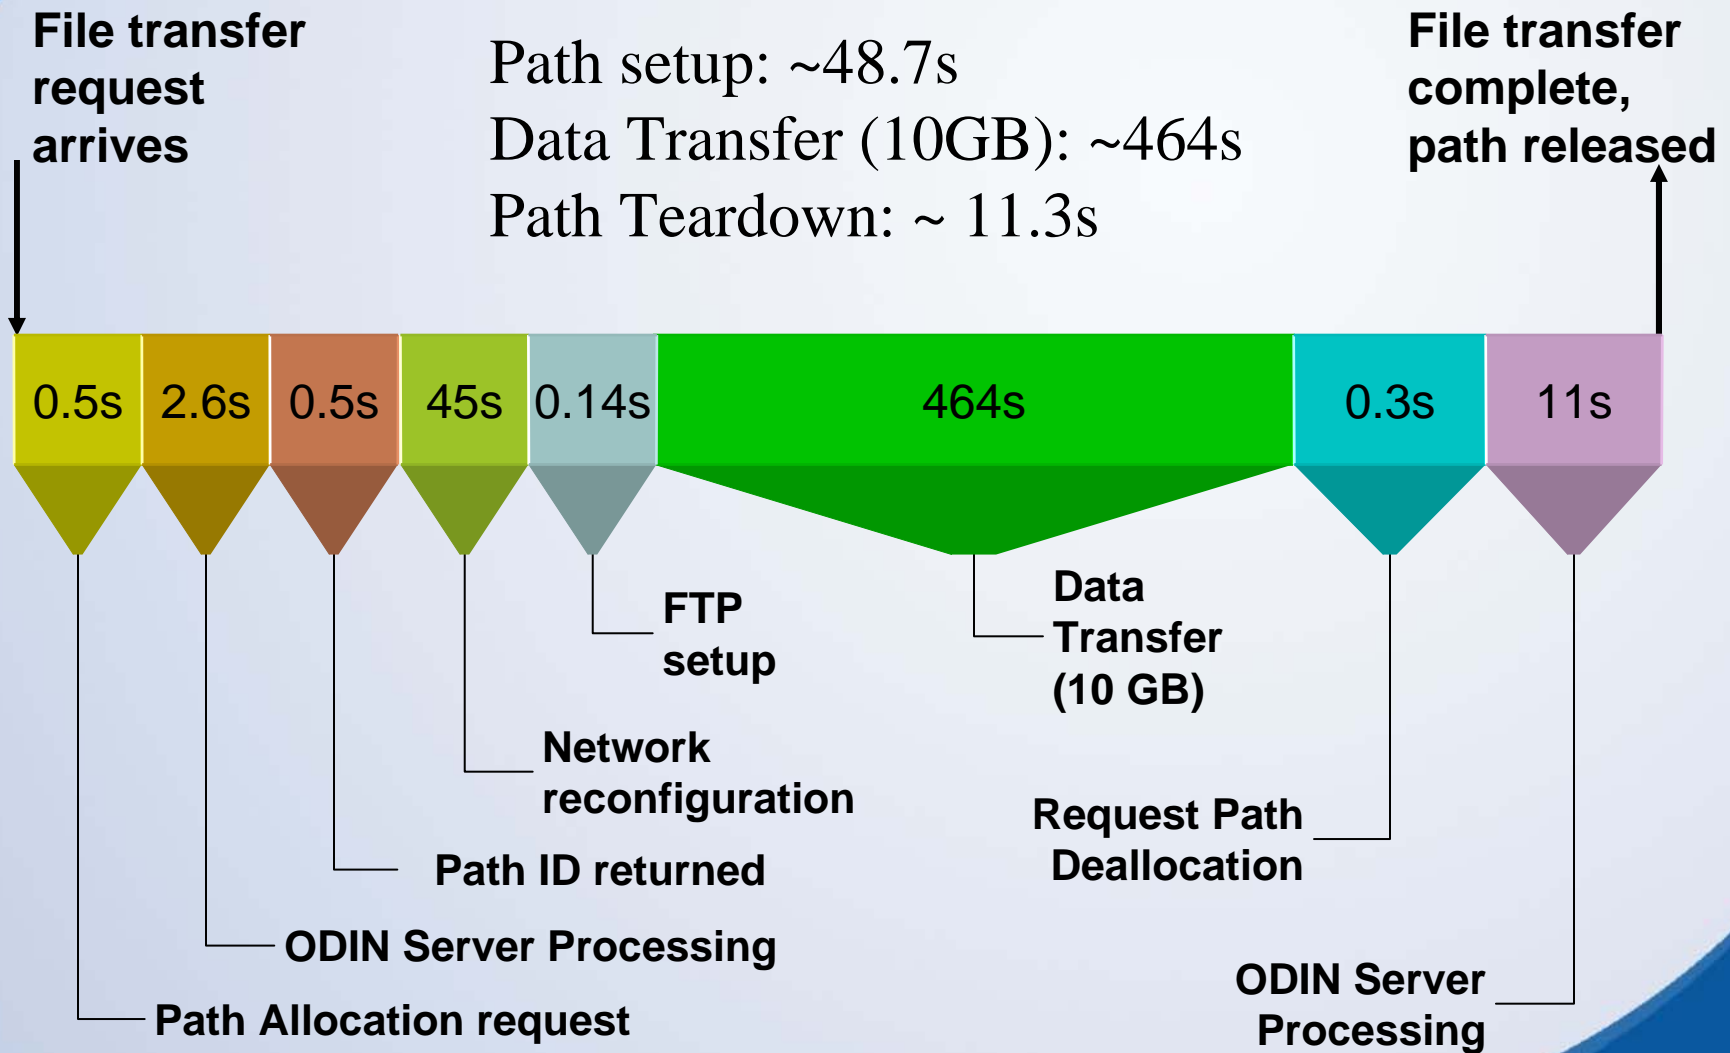 File transfer
request
arrives
Path setup: ~48.7s
Data Transfer (10GB): ~464s
Path Teardown: ~ 11.3s
File transfer
complete,
path released
0.5s
2.6s
0.5s
45s
0.14s
464s
0.3s
11s
FTP
setup
Data
Transfer
(10 GB)
Network
reconfiguration
Request Path
Deallocation
Path ID returned
ODIN Server Processing
ODIN Server
Processing
Path Allocation request